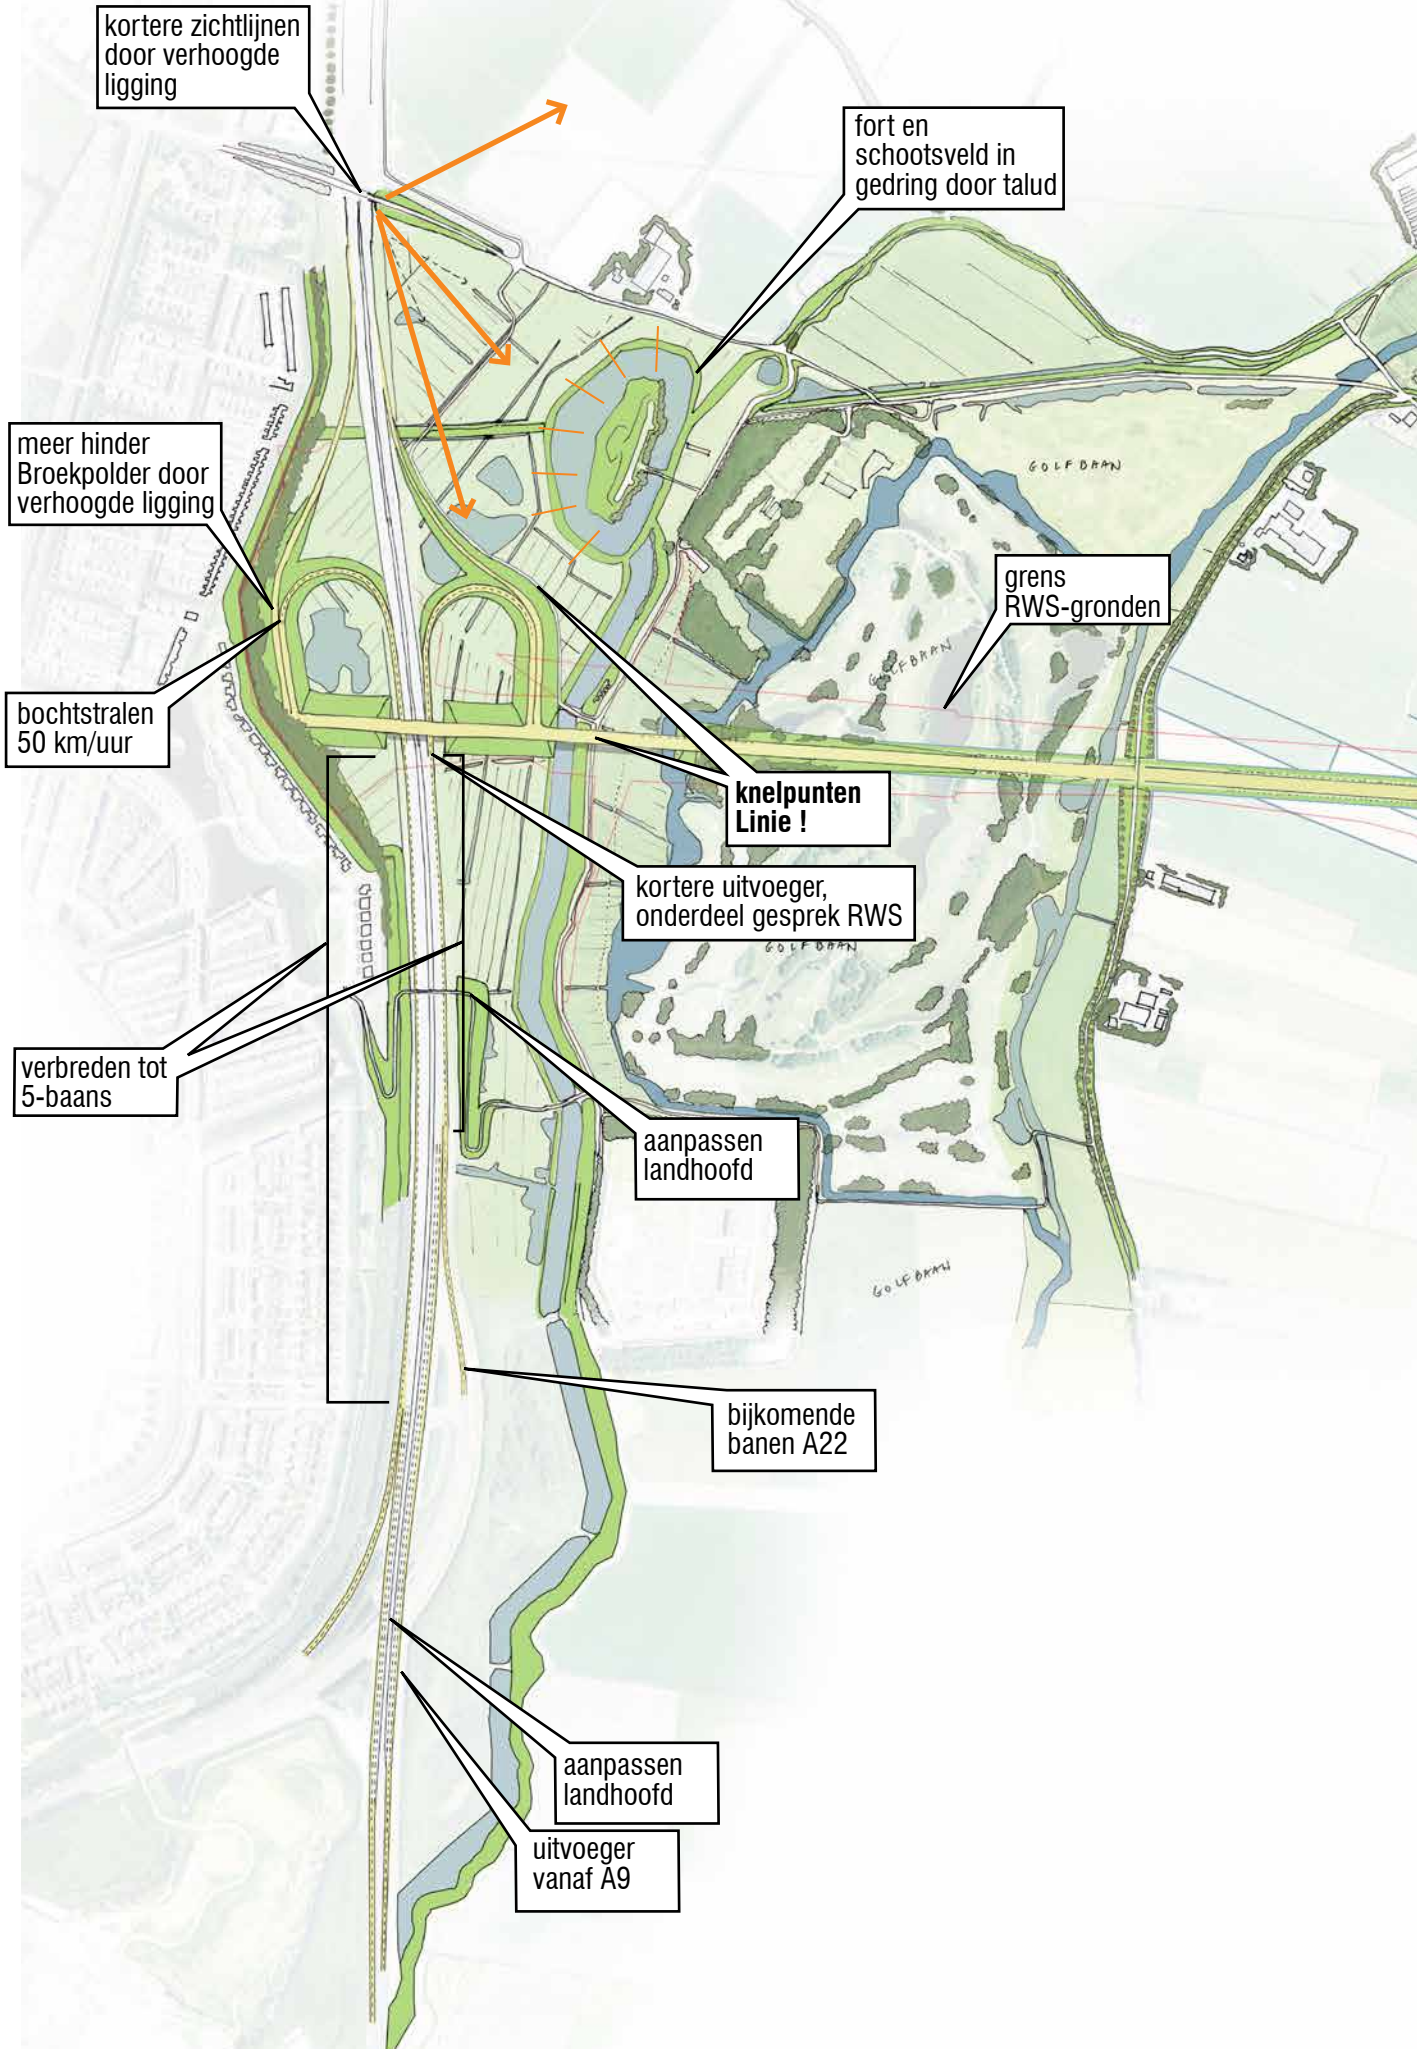 kortere zichtlijnen
door verhoogde
ligging
fort en
schootsveld in
gedring door talud
meer hinder
Broekpolder door
verhoogde ligging
GOLFBAAN
grens
RWS-gronden
GOLFBAAN
bochtstralen
50 km/uur
knelpunten
Linie !
kortere uitvoeger,
onderdeel gesprek RWS
GOLFBAAN
verbreden tot
5-baans
aanpassen
landhoofd
GOLFBAAN
bijkomende
banen A22
aanpassen
landhoofd
uitvoeger
vanaf A9